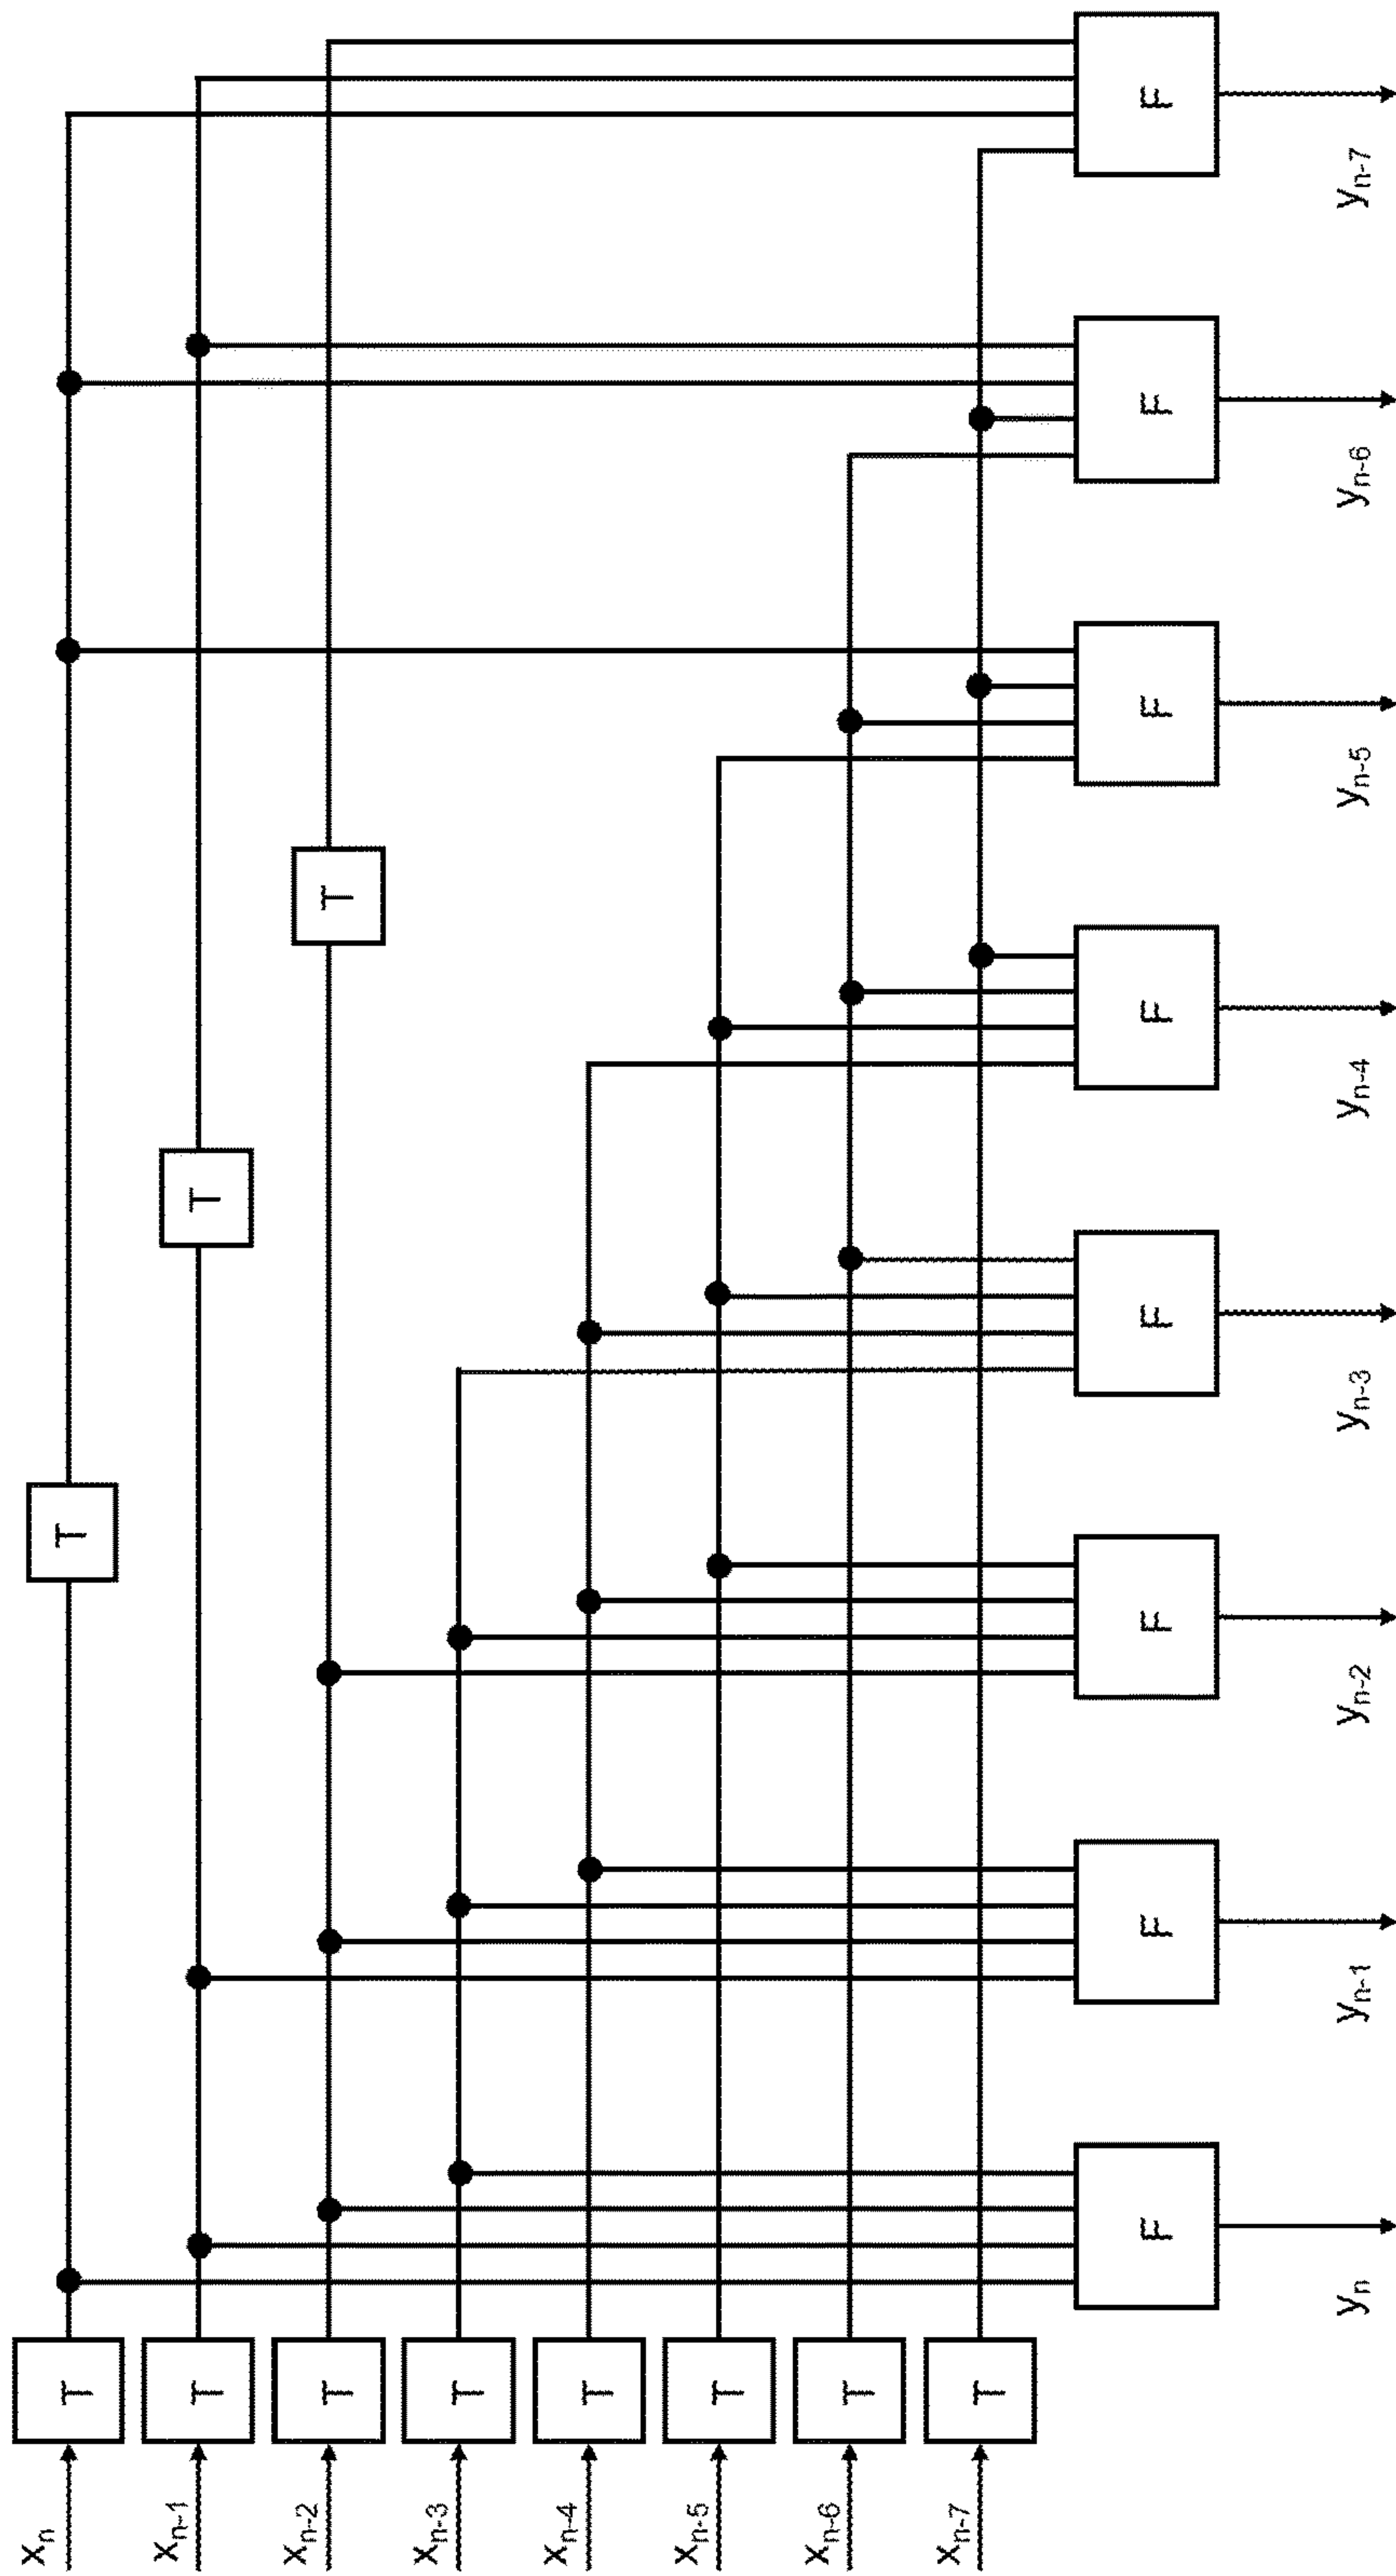 xn
xn-1
xn-2
xn-3
xn-4
xn-5
xn-6
xn-7
T
T
T
T
T
T
T
T
T
T
T
F
F
F
F
F
F
F
F
yn
yn-1
yn-2
yn-3
yn-4
yn-5
yn-6
yn-7